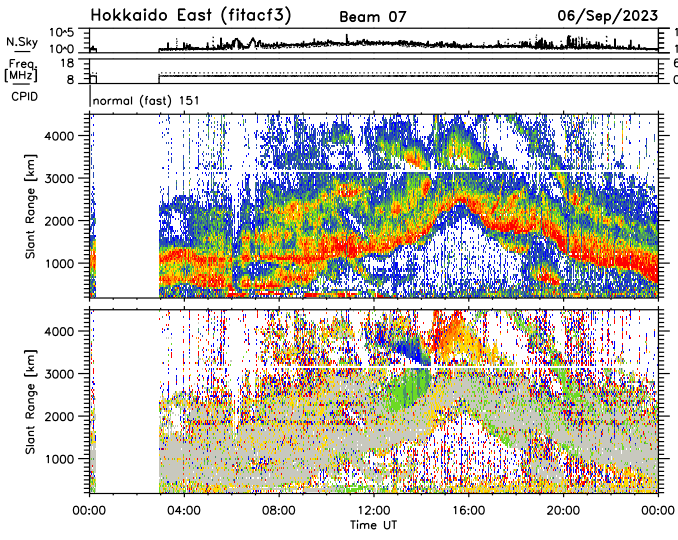 Hokkaido East (fitacf3) Beam 07 06/Sep/2023
N.Sky 10^5
10^0
Freq. 18
[MHz] 8
CPID
normal (fast) 151
4000
3000
2000
1000
Slant Range [km]
4000
3000
2000
1000
Slant Range [km]
00:00 04:00 08:00 12:00 16:00 20:00 00:00
Time UT